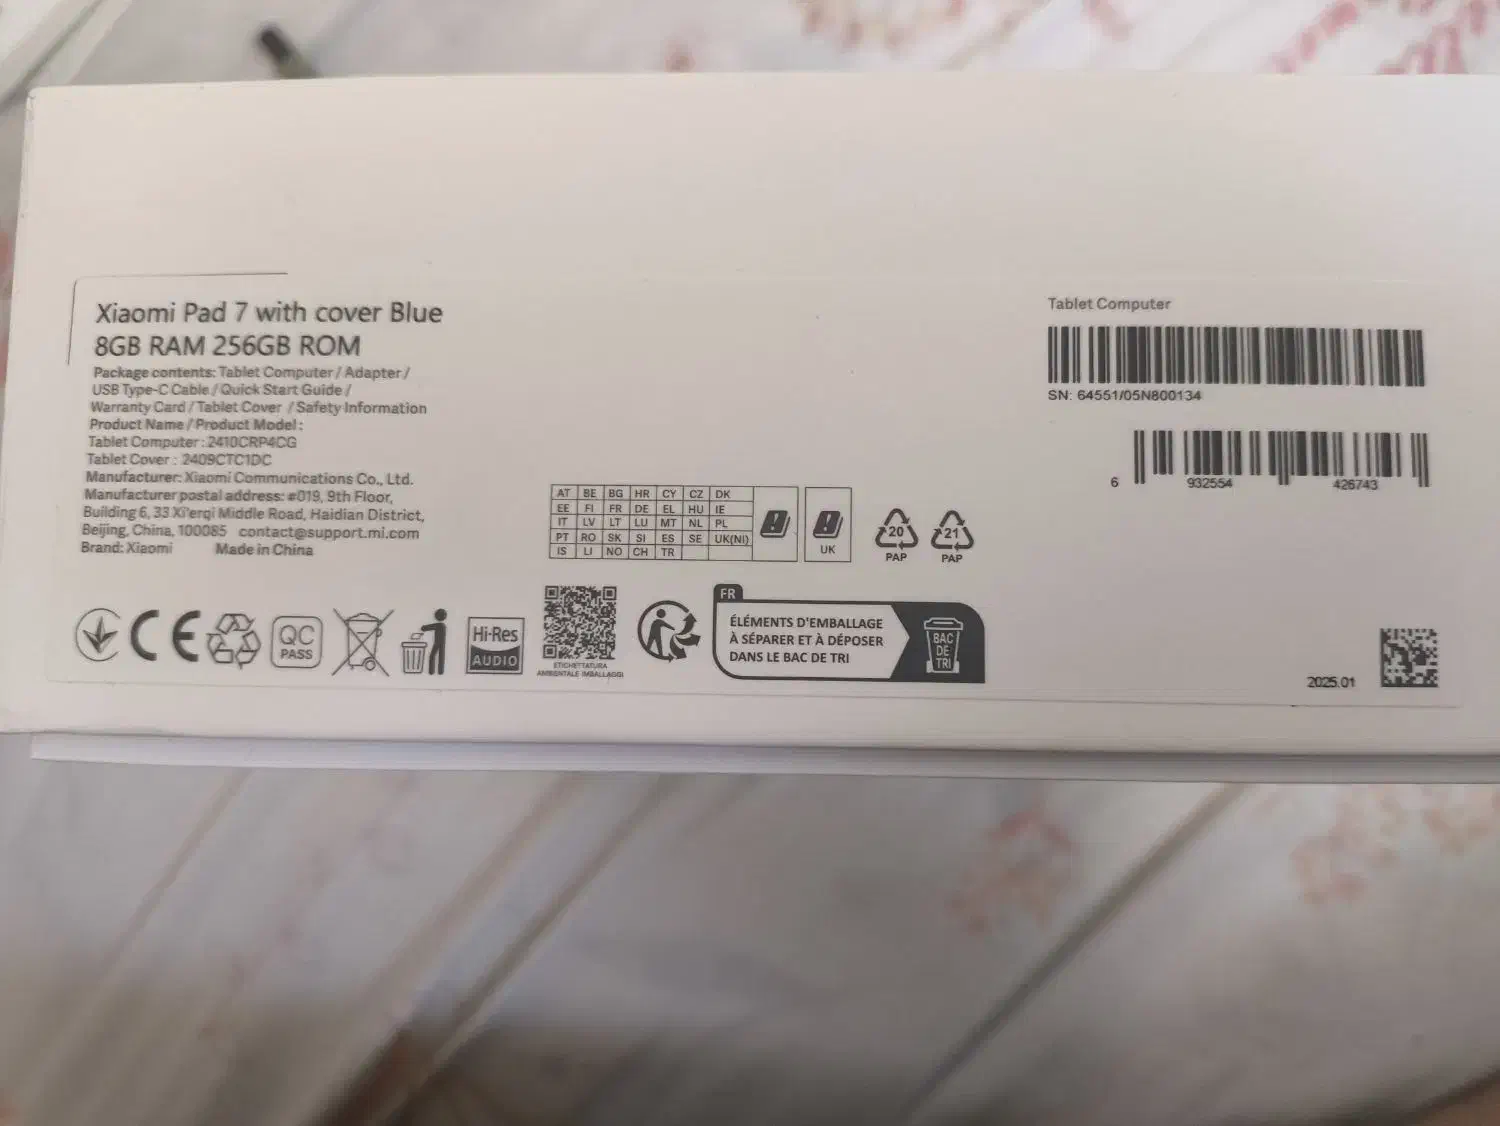 Xiaomi Pad 7 with cover Blue
8GB RAM 256GB ROM
Package contents: Tablet Computer / Adapter /
USB Type-C Cable / Quick Start Guide /
Warranty Card / Tablet Cover / Safety Information
Product Name / Product Model :
Tablet Computer : 2410CRP4CG
Tablet Cover : 2409CTC1DC
Manufacturer: Xiaomi Communications Co., Ltd.
Manufacturer postal address: #019, 9th Floor,
Building 6, 33 Xi'erqi Middle Road, Haidian District,
Beijing, China, 100085 contact@support.mi.com
Brand: Xiaomi Made in China
AT BE BG HR CY CZ DK
EE FI FR DE EL HU IE
IT LV LT LU MT NL PL
PT RO SK SI ES SE UK(NI)
IS LI NO CH TR
UK
20
PAP
21
PAP
CE
QC
PASS
Hi-Res
AUDIO
ETICHETTATURA
AMBIENTALE IMBALLAGGI
FR
ÉLÉMENTS D'EMBALLAGE
À SÉPARER ET À DÉPOSER
DANS LE BAC DE TRI
BAC
DE
TRI
Tablet Computer
SN: 64551/05N800134
6 932554 426743
2025.01